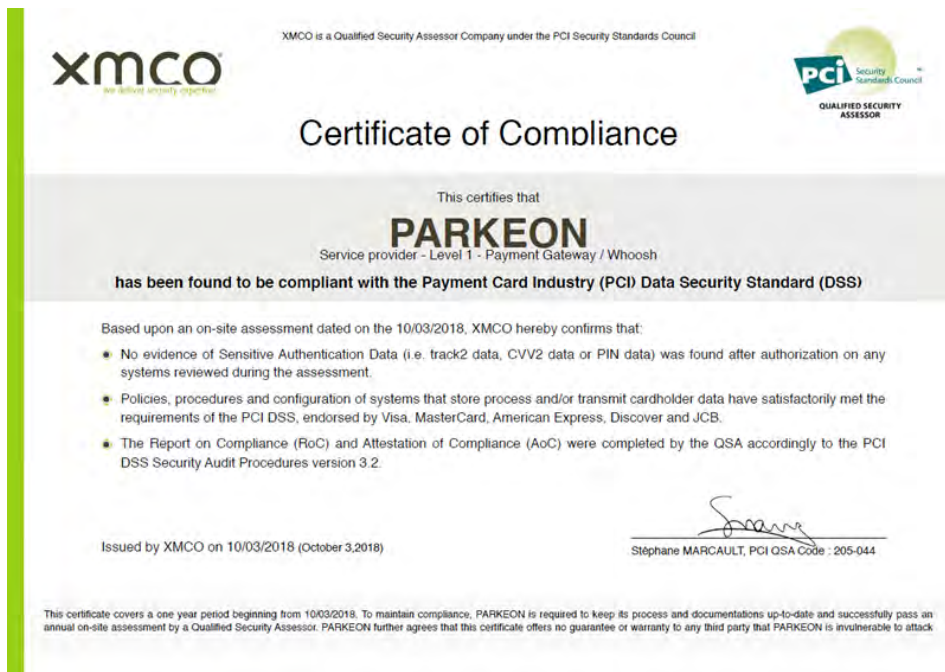 XMCO is a Qualified Security Assessor Company under the PCI Security Standards Council
xmco
we deliver security expertise
PCI Security
Standards Council
QUALIFIED SECURITY
ASSESSOR
Certificate of Compliance
This certifies that
PARKEON
Service provider - Level 1 - Payment Gateway / Whoosh
has been found to be compliant with the Payment Card Industry (PCI) Data Security Standard (DSS)
Based upon an on-site assessment dated on the 10/03/2018, XMCO hereby confirms that:
No evidence of Sensitive Authentication Data (i.e. track2 data, CVV2 data or PIN data) was found after authorization on any
systems reviewed during the assessment.
Policies, procedures and configuration of systems that store process and/or transmit cardholder data have satisfactorily met the
requirements of the PCI DSS, endorsed by Visa, MasterCard, American Express, Discover and JCB.
The Report on Compliance (RoC) and Attestation of Compliance (AoC) were completed by the QSA accordingly to the PCI
DSS Security Audit Procedures version 3.2.
Issued by XMCO on 10/03/2018 (October 3,2018)
Stéphane MARCAULT, PCI QSA Code : 205-044
This certificate covers a one year period beginning from 10/03/2018. To maintain compliance, PARKEON is required to keep its process and documentations up-to-date and successfully pass an
annual on-site assessment by a Qualified Security Assessor. PARKEON further agrees that this certificate offers no guarantee or warranty to any third party that PARKEON is invulnerable to attack